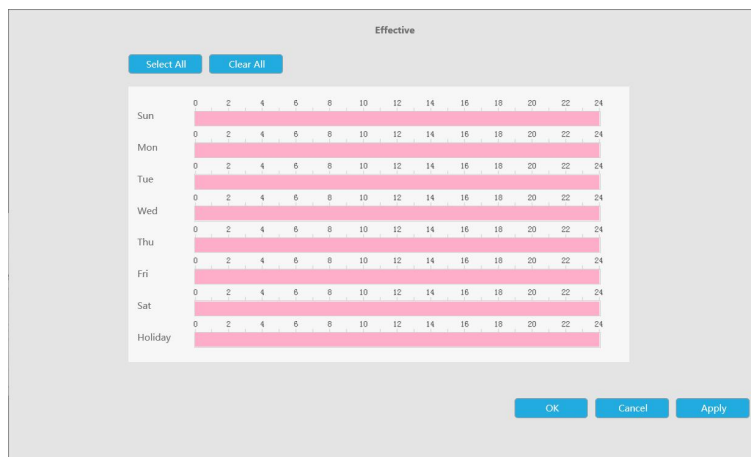 Effective
Select All Clear All
0 2 4 6 8 10 12 14 16 18 20 22 24
Sun
0 2 4 6 8 10 12 14 16 18 20 22 24
Mon
0 2 4 6 8 10 12 14 16 18 20 22 24
Tue
0 2 4 6 8 10 12 14 16 18 20 22 24
Wed
0 2 4 6 8 10 12 14 16 18 20 22 24
Thu
0 2 4 6 8 10 12 14 16 18 20 22 24
Fri
0 2 4 6 8 10 12 14 16 18 20 22 24
Sat
0 2 4 6 8 10 12 14 16 18 20 22 24
Holiday
OK Cancel Apply